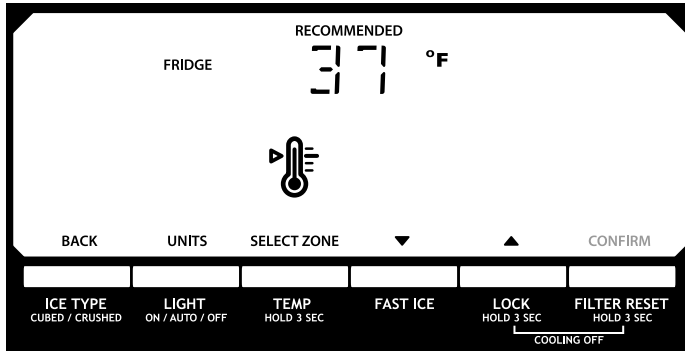 RECOMMENDED
FRIDGE 37 °F
BACK UNITS SELECT ZONE ▼ ▲ CONFIRM
ICE TYPE LIGHT TEMP FAST ICE LOCK FILTER RESET
CUBED / CRUSHED ON / AUTO / OFF HOLD 3 SEC HOLD 3 SEC HOLD 3 SEC
COOLING OFF